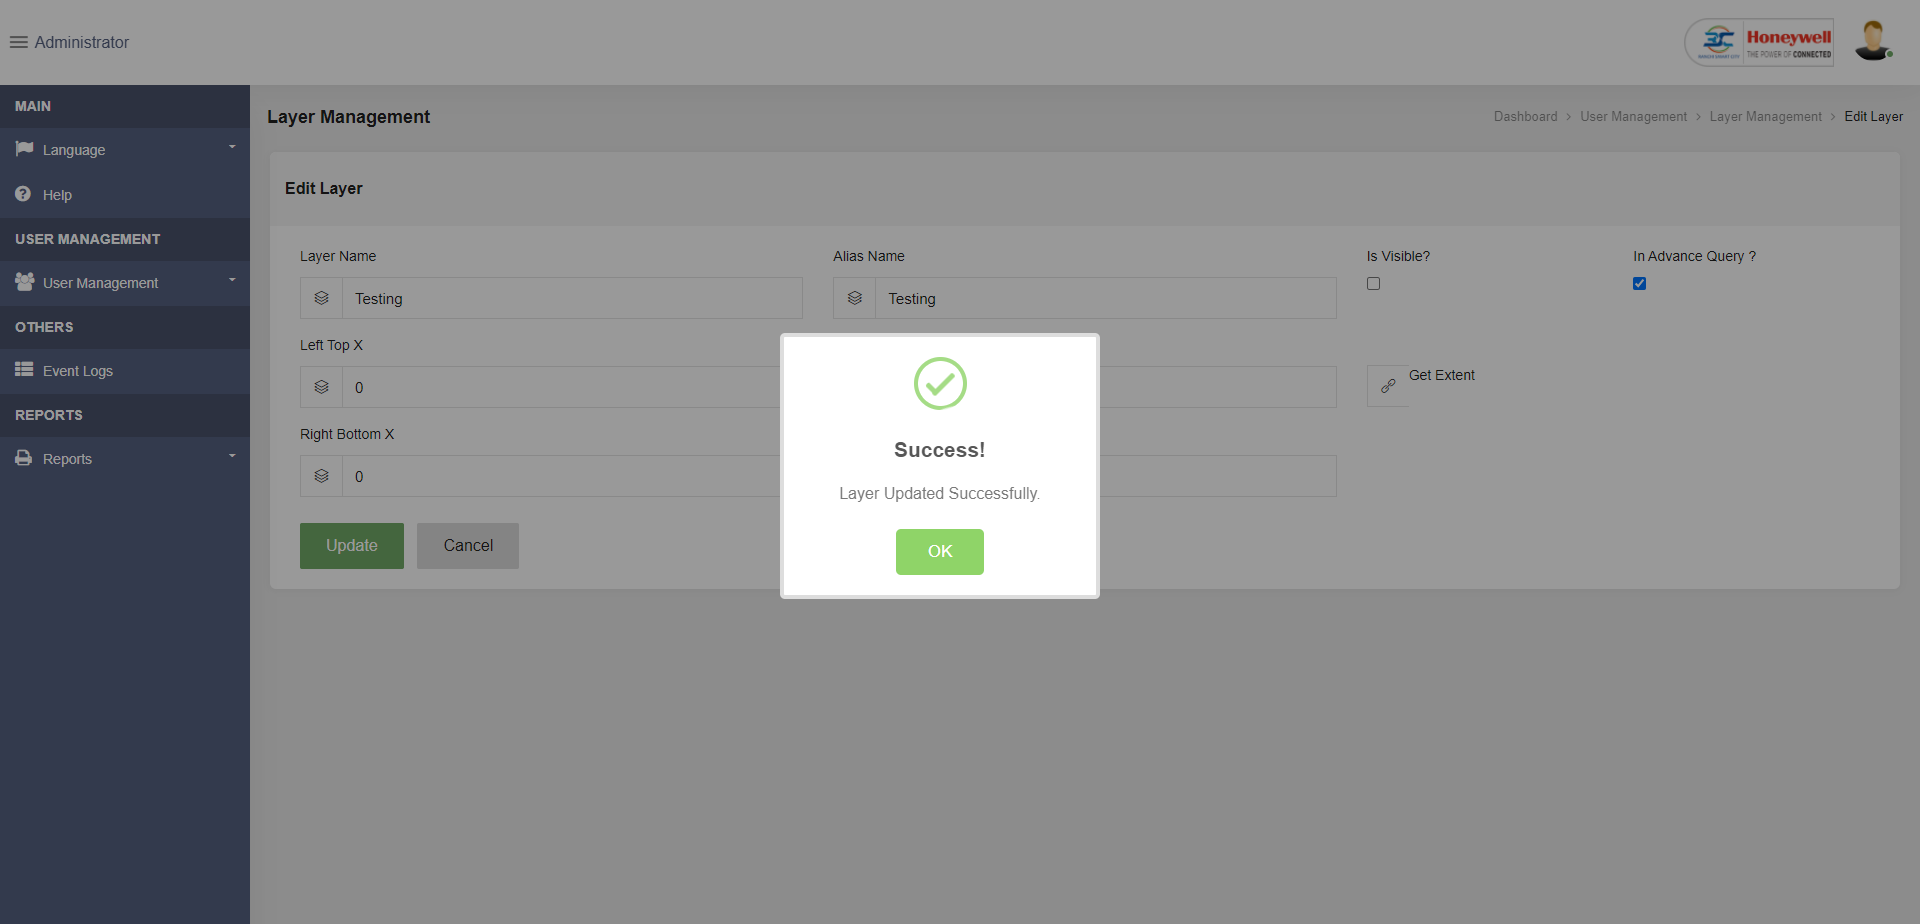 Administrator
Honeywell
THE POWER OF CONNECTED
MAIN
Language
Help
USER MANAGEMENT
User Management
OTHERS
Event Logs
REPORTS
Reports
Layer Management
Dashboard > User Management > Layer Management > Edit Layer
Edit Layer
Layer Name
Alias Name
Is Visible?
In Advance Query ?
Testing
Testing
Left Top X
0
Get Extent
Right Bottom X
0
Update
Cancel
Success!
Layer Updated Successfully.
OK